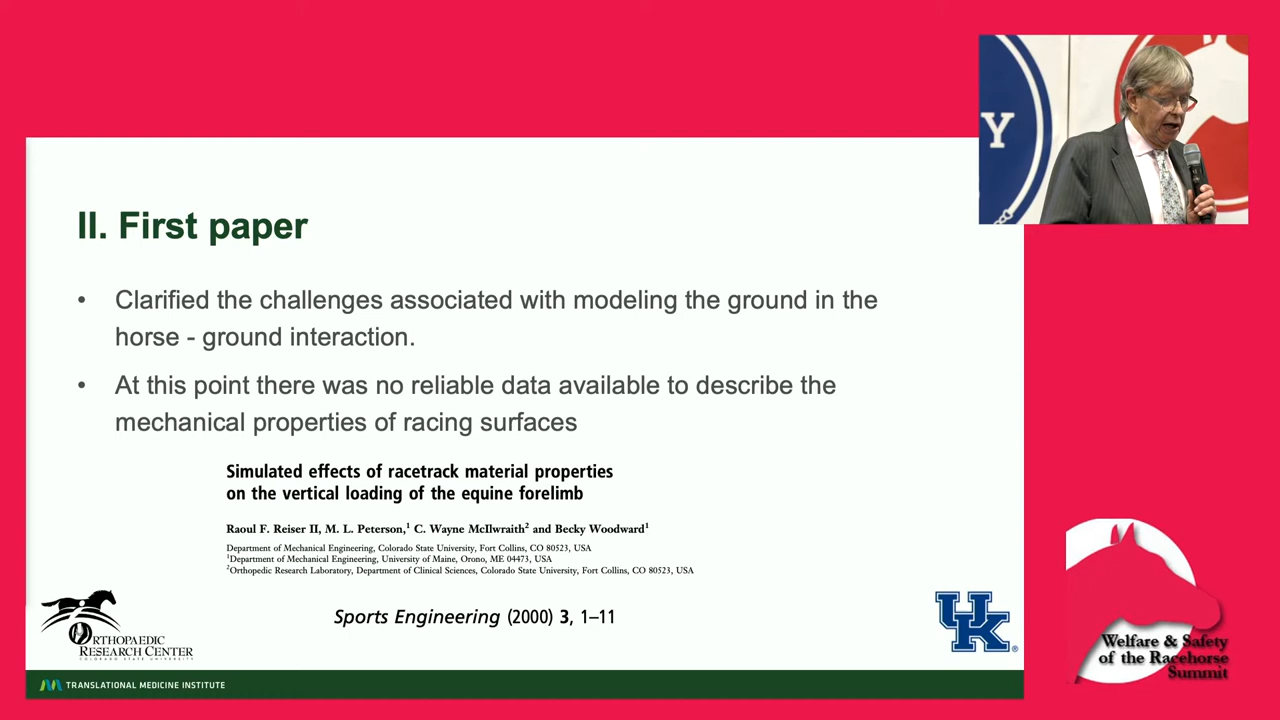 Y
II. First paper
• Clarified the challenges associated with modeling the ground in the
horse - ground interaction.
• At this point there was no reliable data available to describe the
mechanical properties of racing surfaces
Simulated effects of racetrack material properties
on the vertical loading of the equine forelimb
Raoul F. Reiser II, M. L. Peterson,¹ C. Wayne McIlwraith² and Becky Woodward¹
Department of Mechanical Engineering, Colorado State University, Fort Collins, CO 80523, USA
¹Department of Mechanical Engineering, University of Maine, Orono, ME 04473, USA
²Orthopedic Research Laboratory, Department of Clinical Sciences, Colorado State University, Fort Collins, CO 80523, USA
Sports Engineering (2000) 3, 1–11
ORTHOPAEDIC
RESEARCH CENTER
COLORADO STATE UNIVERSITY
UK®
TRANSLATIONAL MEDICINE INSTITUTE
Welfare & Safety
of the Racehorse
Summit